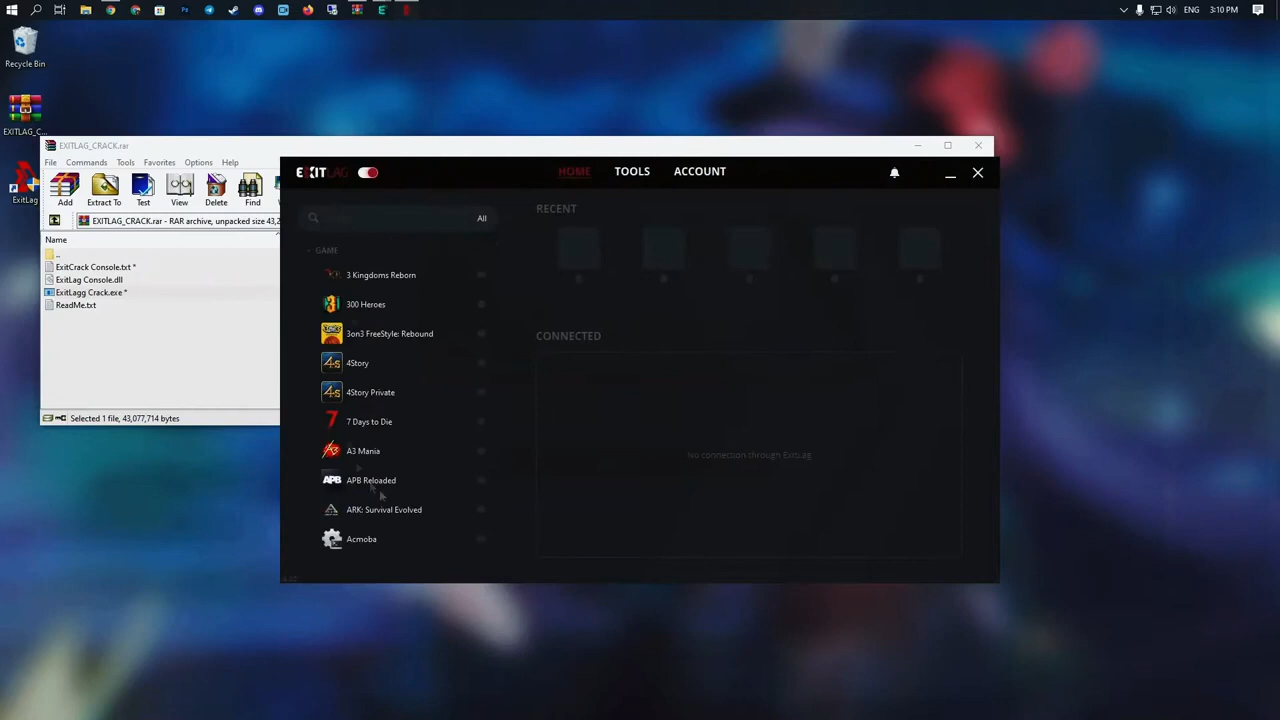 ENG
3:10 PM
Recycle Bin
EXITLAG_C...
ExitLag
EXITLAG_CRACK.rar
File Commands Tools Favorites Options Help
Add Extract To Test View Delete Find
EXITLAG_CRACK.rar - RAR archive, unpacked size 43,2
Name
..
ExitCrack Console.txt *
ExitLag Console.dll
ExitLagg Crack.exe *
ReadMe.txt
Selected 1 file, 43,077,714 bytes
EXITLAG
HOME TOOLS ACCOUNT
All
GAME
3 Kingdoms Reborn
300 Heroes
3on3 FreeStyle: Rebound
4Story
4Story Private
7 Days to Die
A3 Mania
APB Reloaded
ARK: Survival Evolved
Acmoba
RECENT
CONNECTED
No connection through ExitLag